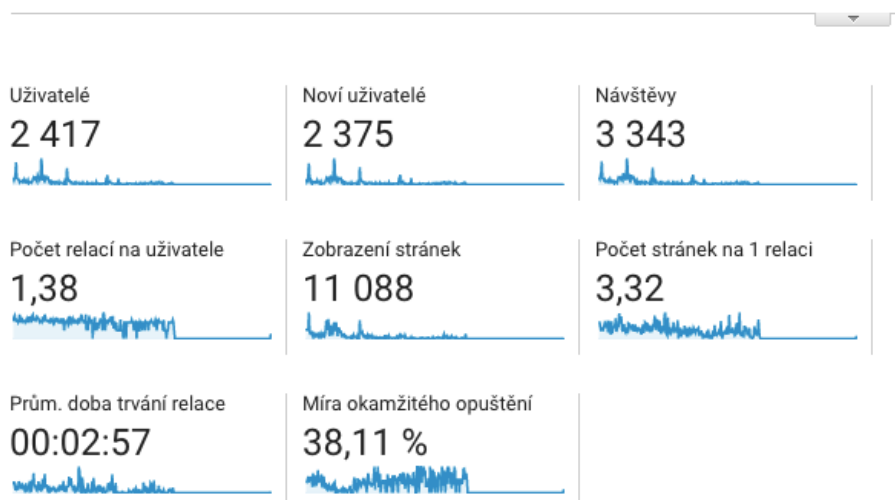 Uživatelé
2 417
Noví uživatelé
2 375
Návštěvy
3 343
Počet relací na uživatele
1,38
Zobrazení stránek
11 088
Počet stránek na 1 relaci
3,32
Prům. doba trvání relace
00:02:57
Míra okamžitého opuštění
38,11 %